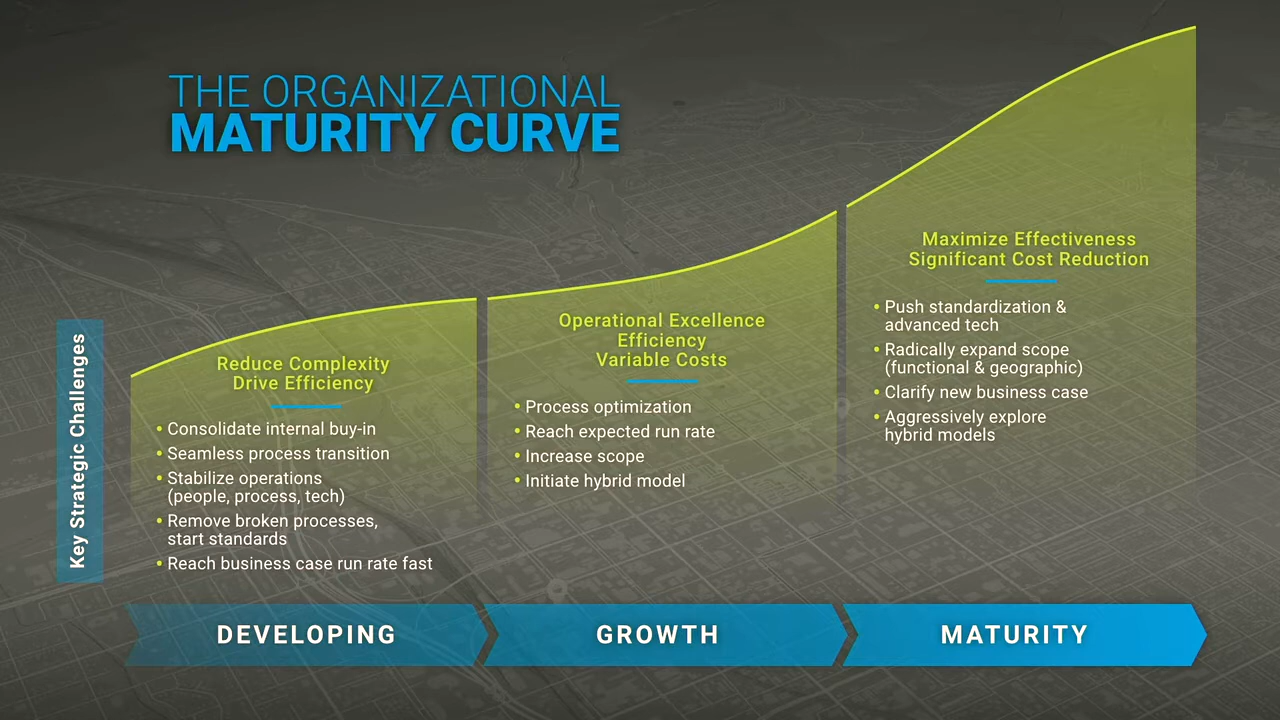 THE ORGANIZATIONAL
MATURITY CURVE
Key Strategic Challenges
Reduce Complexity
Drive Efficiency
• Consolidate internal buy-in
• Seamless process transition
• Stabilize operations
(people, process, tech)
• Remove broken processes,
start standards
• Reach business case run rate fast
Operational Excellence
Efficiency
Variable Costs
• Process optimization
• Reach expected run rate
• Increase scope
• Initiate hybrid model
Maximize Effectiveness
Significant Cost Reduction
• Push standardization &
advanced tech
• Radically expand scope
(functional & geographic)
• Clarify new business case
• Aggressively explore
hybrid models
DEVELOPING
GROWTH
MATURITY